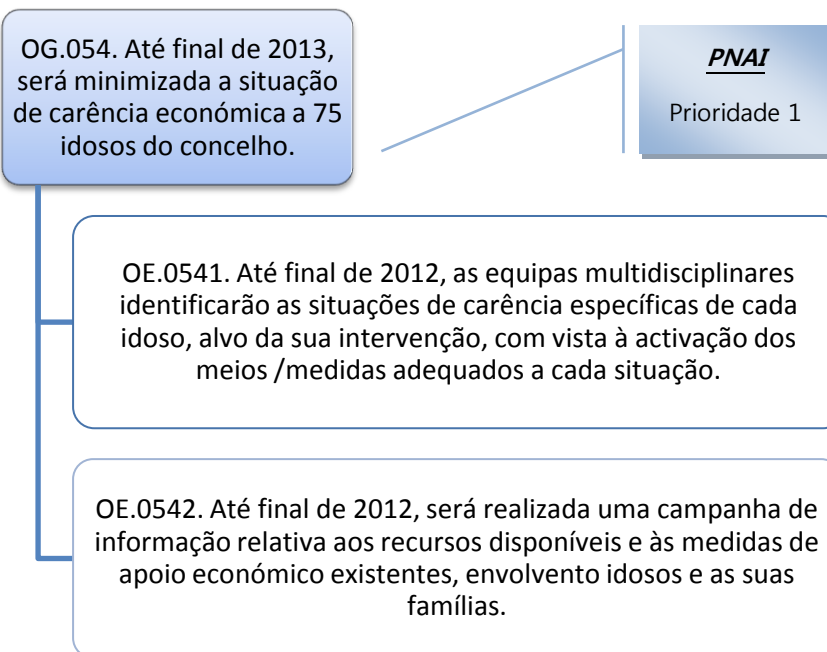 OG.054. Até final de 2013,
será minimizada a situação
de carência económica a 75
idosos do concelho.
PNAI
Prioridade 1
OE.0541. Até final de 2012, as equipas multidisciplinares
identificarão as situações de carência específicas de cada
idoso, alvo da sua intervenção, com vista à activação dos
meios /medidas adequados a cada situação.
OE.0542. Até final de 2012, será realizada uma campanha de
informação relativa aos recursos disponíveis e às medidas de
apoio económico existentes, envolvento idosos e as suas
famílias.